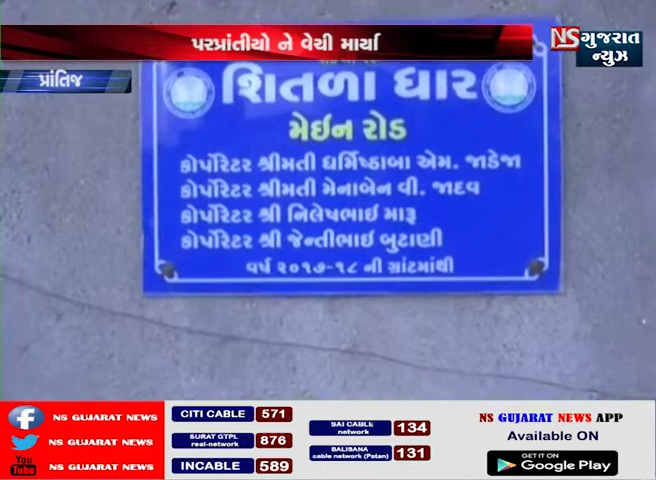 પરપ્રાંતીયો ને વેચી માર્યા
NS ગુજરાત
ન્યુઝ
પ્રાંતિજ
શિતળા ધાર
મેઈન રોડ
કોર્પોરેટર શ્રીમતી ધર્મિષ્ઠાબા એમ. જાડેજા
કોર્પોરેટર શ્રીમતી મેનાબેન વી. જાદવ
કોર્પોરેટર શ્રી નિલેષભાઈ મારૂ
કોર્પોરેટર શ્રી જેન્તીભાઈ બુટાણી
વર્ષ ૨૦૧૭-૧૮ ની ગ્રાંટમાંથી
NS GUJARAT NEWS
NS GUJARAT NEWS
You Tube NS GUJARAT NEWS
CITI CABLE 571
SURAT GTPL real-network 876
INCABLE 589
SAI CABLE network 134
BALISANA cable network (Patan) 131
NS GUJARAT NEWS APP
Available ON
GET IT ON
Google Play